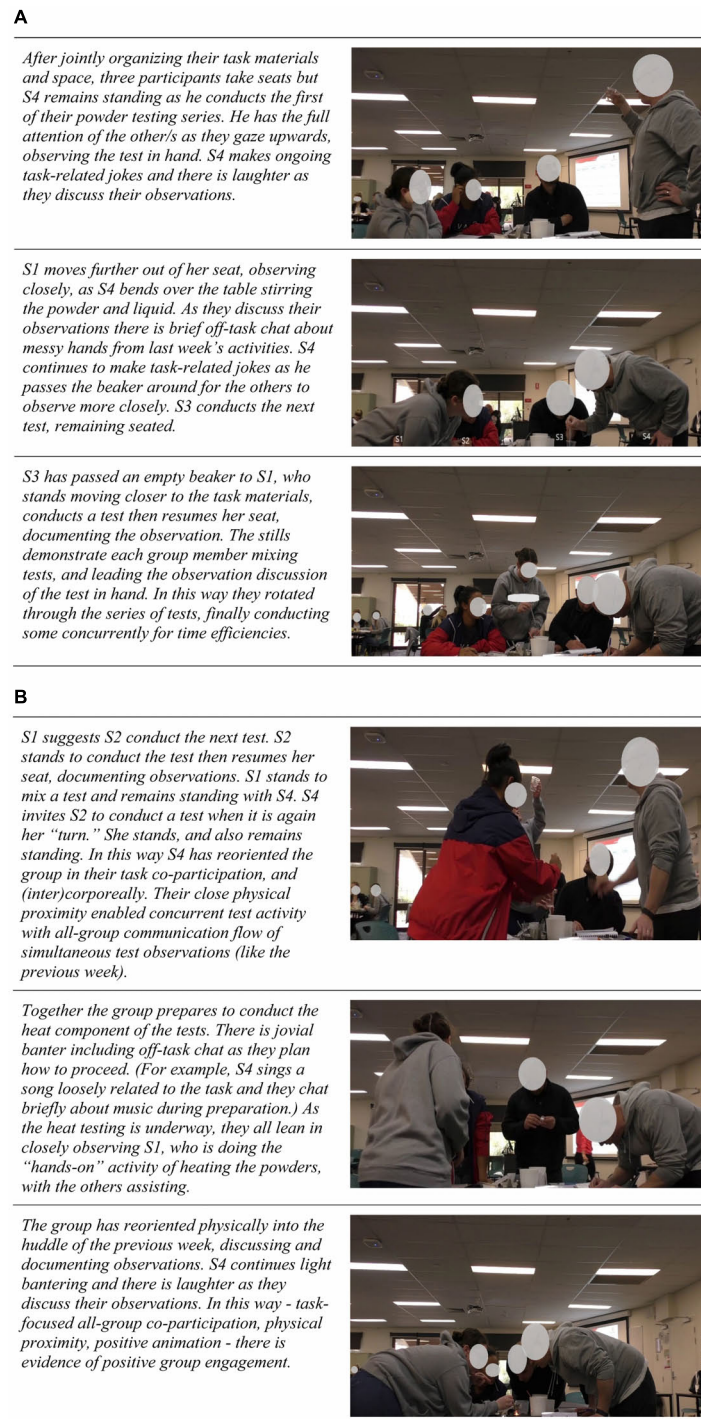 A
After jointly organizing their task materials
and space, three participants take seats but
S4 remains standing as he conducts the first
of their powder testing series. He has the full
attention of the other/s as they gaze upwards,
observing the test in hand. S4 makes ongoing
task-related jokes and there is laughter as
they discuss their observations.
S1 moves further out of her seat, observing
closely, as S4 bends over the table stirring
the powder and liquid. As they discuss their
observations there is brief off-task chat about
messy hands from last week's activities. S4
continues to make task-related jokes as he
passes the beaker around for the others to
observe more closely. S3 conducts the next
test, remaining seated.
S1 S2 S3 S4
S3 has passed an empty beaker to S1, who
stands moving closer to the task materials,
conducts a test then resumes her seat,
documenting the observation. The stills
demonstrate each group member mixing
tests, and leading the observation discussion
of the test in hand. In this way they rotated
through the series of tests, finally conducting
some concurrently for time efficiencies.
B
S1 suggests S2 conduct the next test. S2
stands to conduct the test then resumes her
seat, documenting observations. S1 stands to
mix a test and remains standing with S4. S4
invites S2 to conduct a test when it is again
her “turn.” She stands, and also remains
standing. In this way S4 has reoriented the
group in their task co-participation, and
(inter)corporeally. Their close physical
proximity enabled concurrent test activity
with all-group communication flow of
simultaneous test observations (like the
previous week).
Together the group prepares to conduct the
heat component of the tests. There is jovial
banter including off-task chat as they plan
how to proceed. (For example, S4 sings a
song loosely related to the task and they chat
briefly about music during preparation.) As
the heat testing is underway, they all lean in
closely observing S1, who is doing the
“hands-on” activity of heating the powders,
with the others assisting.
The group has reoriented physically into the
huddle of the previous week, discussing and
documenting observations. S4 continues light
bantering and there is laughter as they
discuss their observations. In this way - task-
focused all-group co-participation, physical
proximity, positive animation - there is
evidence of positive group engagement.